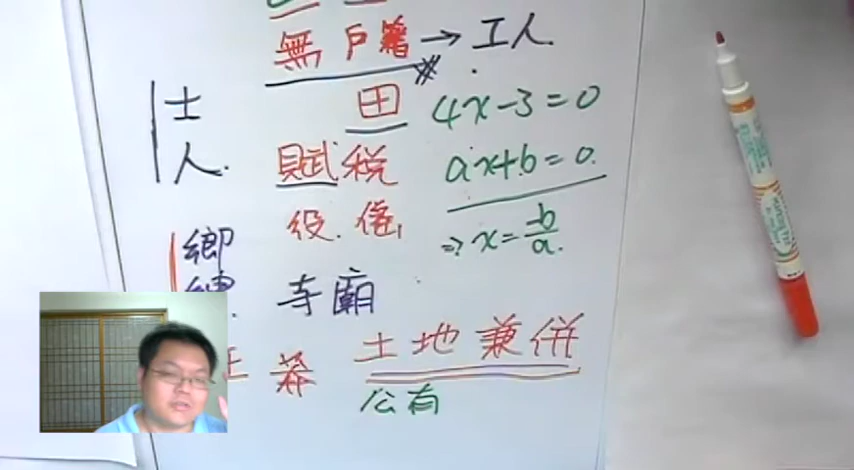 無戶籍→工人.
士人.
田 4x-3=0
賦稅 ax+b=0.
役.傜 ⇒x=-b/a.
鄉
寺廟
莽 土地兼併
公有